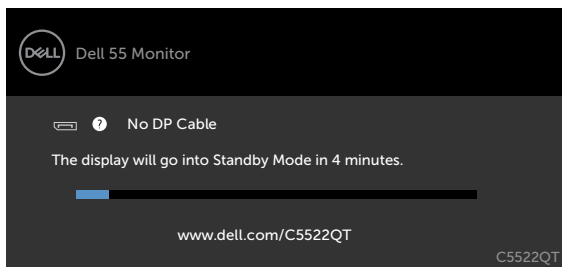 DELL
Dell 55 Monitor
? No DP Cable
The display will go into Standby Mode in 4 minutes.
www.dell.com/C5522QT
C5522QT